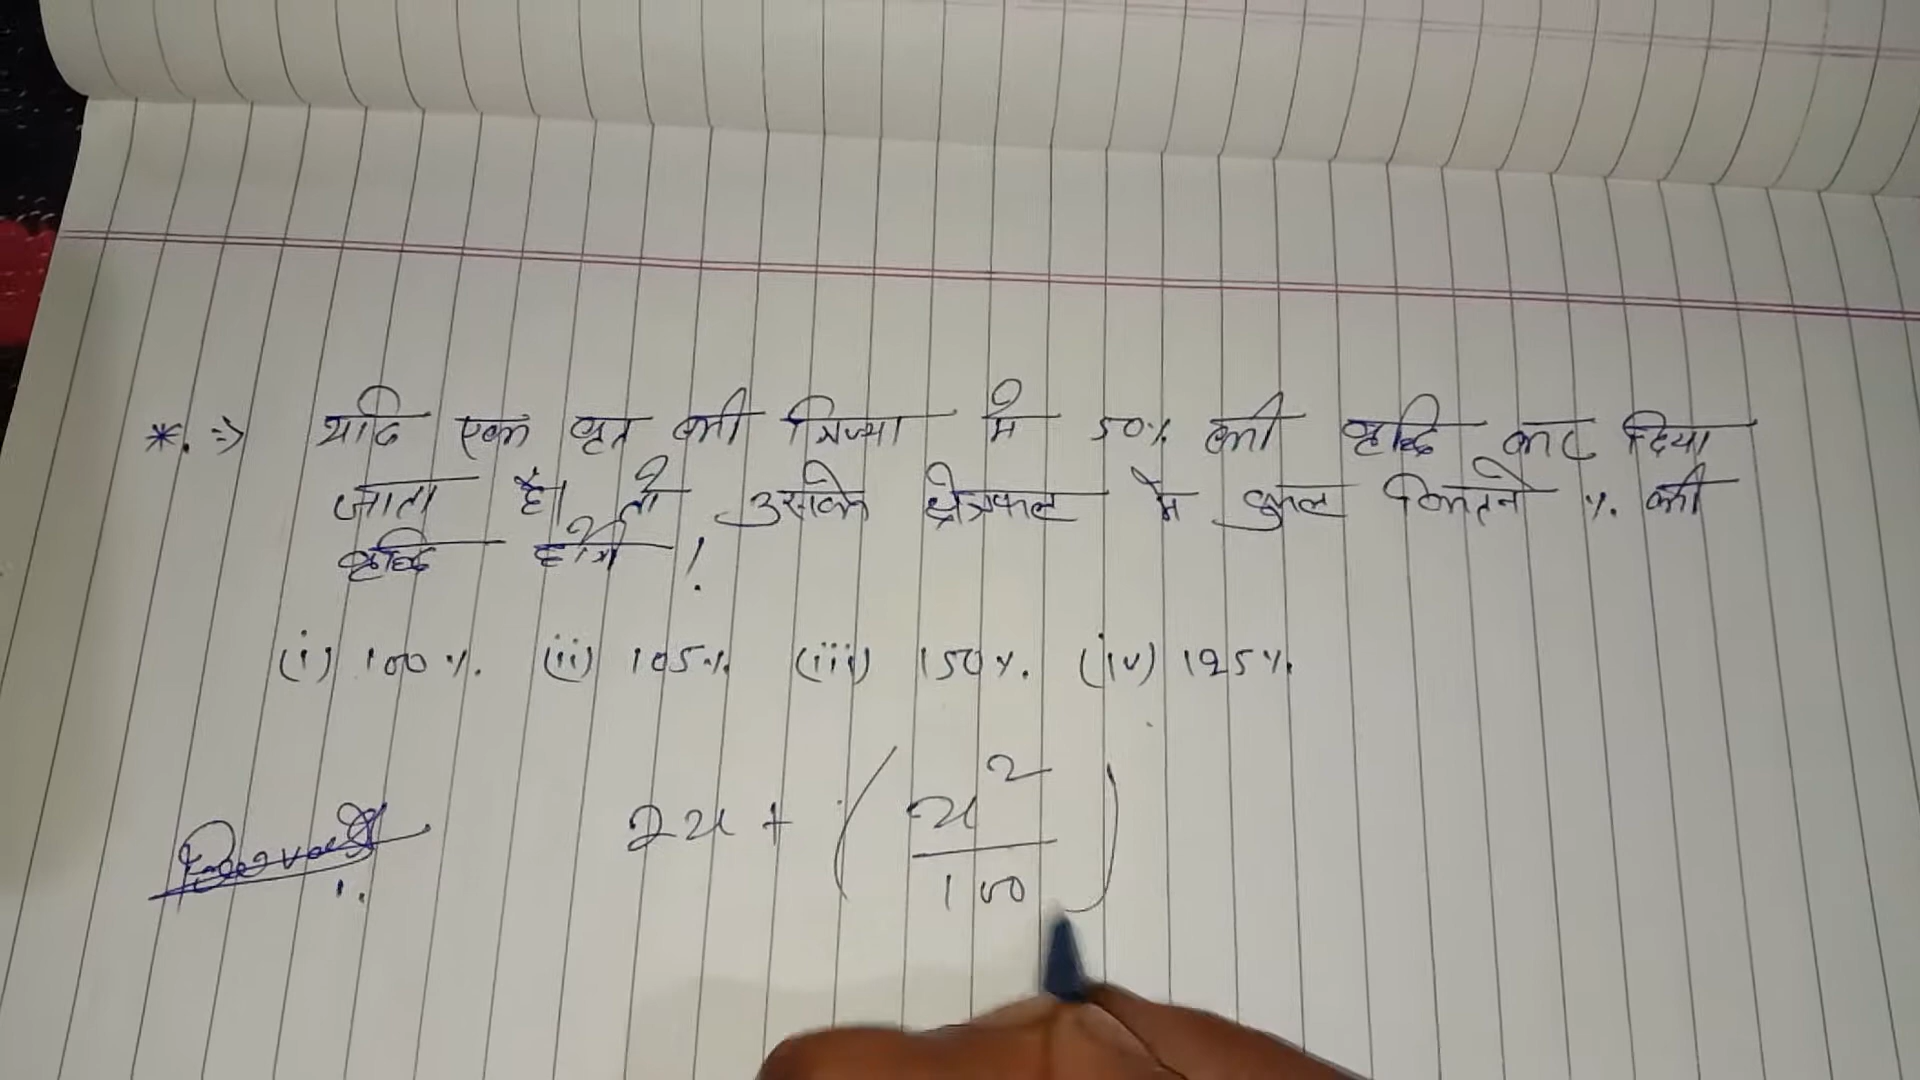 *. ⇒ यदि एक वृत की त्रिज्या मे 50% की वृद्धि कर दिया
जाता है। तो उसके क्षेत्रफल मे कुल कितने %. की
वृद्धि होगी !
(i) 100%. (ii) 105%. (iii) 150%. (iv) 125%.
2x + (x²/100)